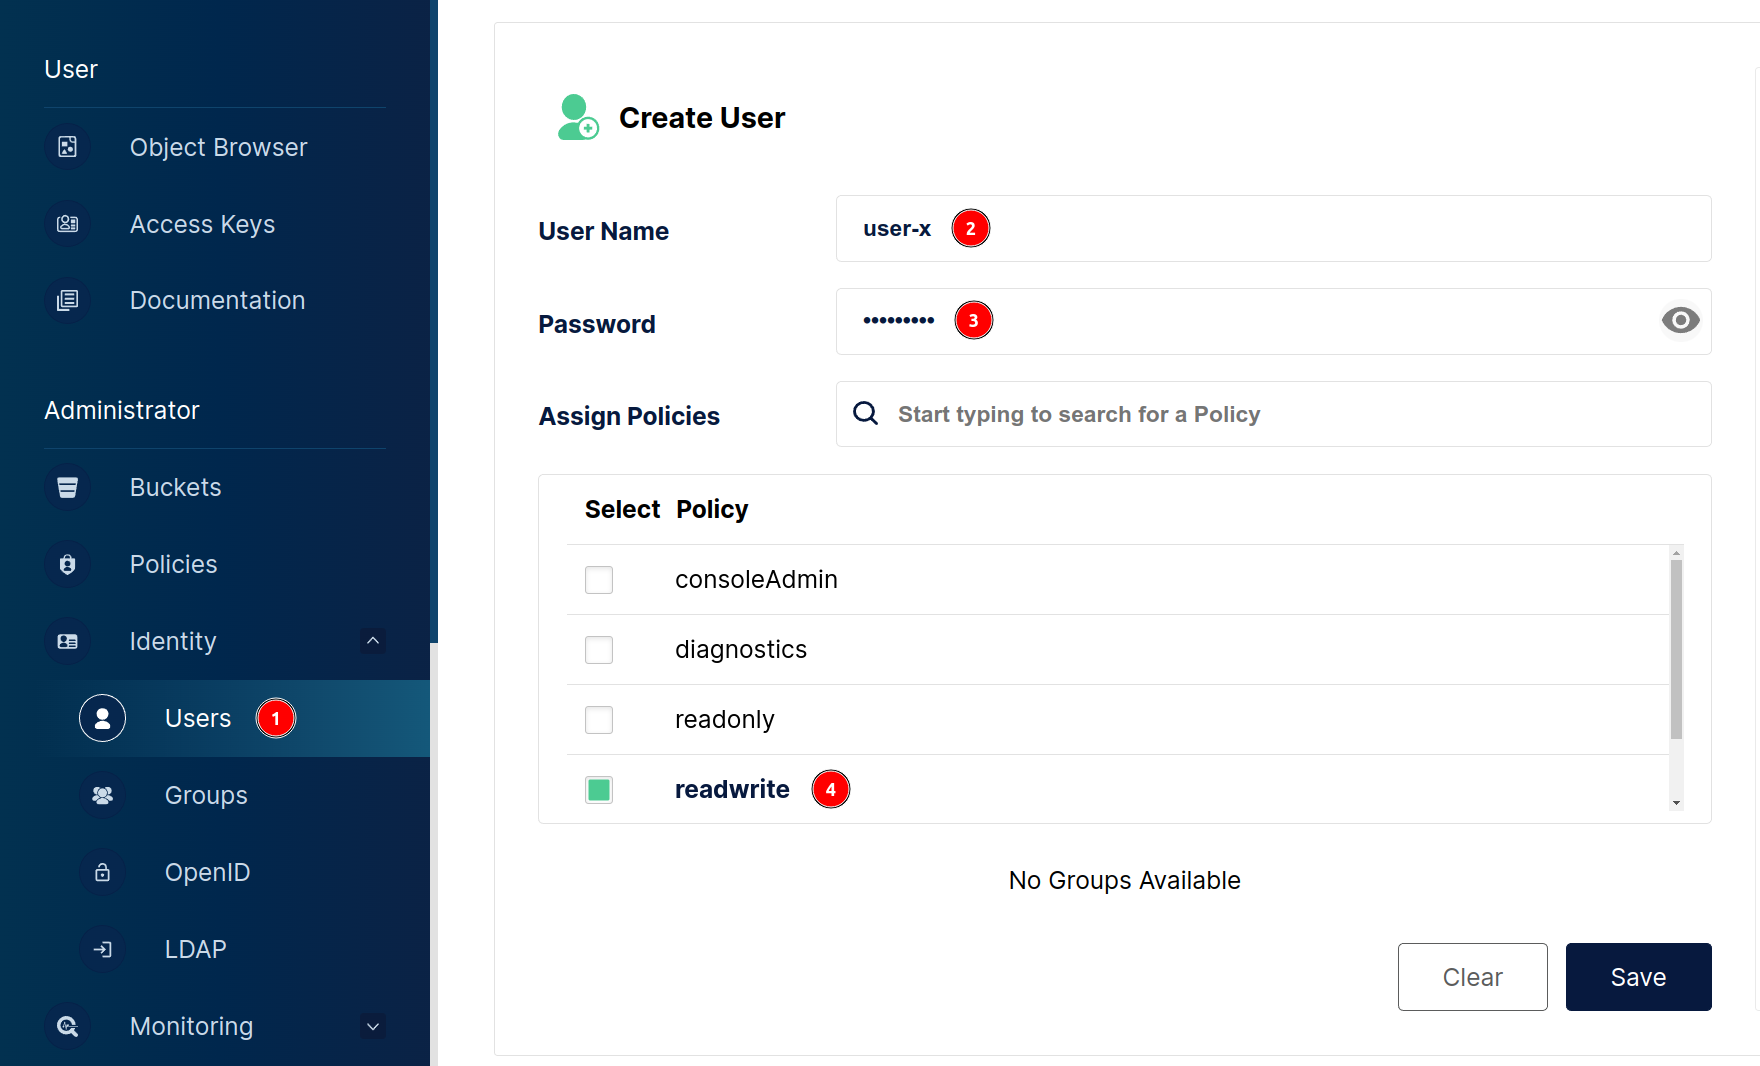 User
Object Browser
Access Keys
Documentation
Administrator
Buckets
Policies
Identity
Users 1
Groups
OpenID
LDAP
Monitoring
Create User
User Name user-x 2
Password ••••••••• 3
Assign Policies Start typing to search for a Policy
Select Policy
consoleAdmin
diagnostics
readonly
readwrite 4
No Groups Available
Clear Save